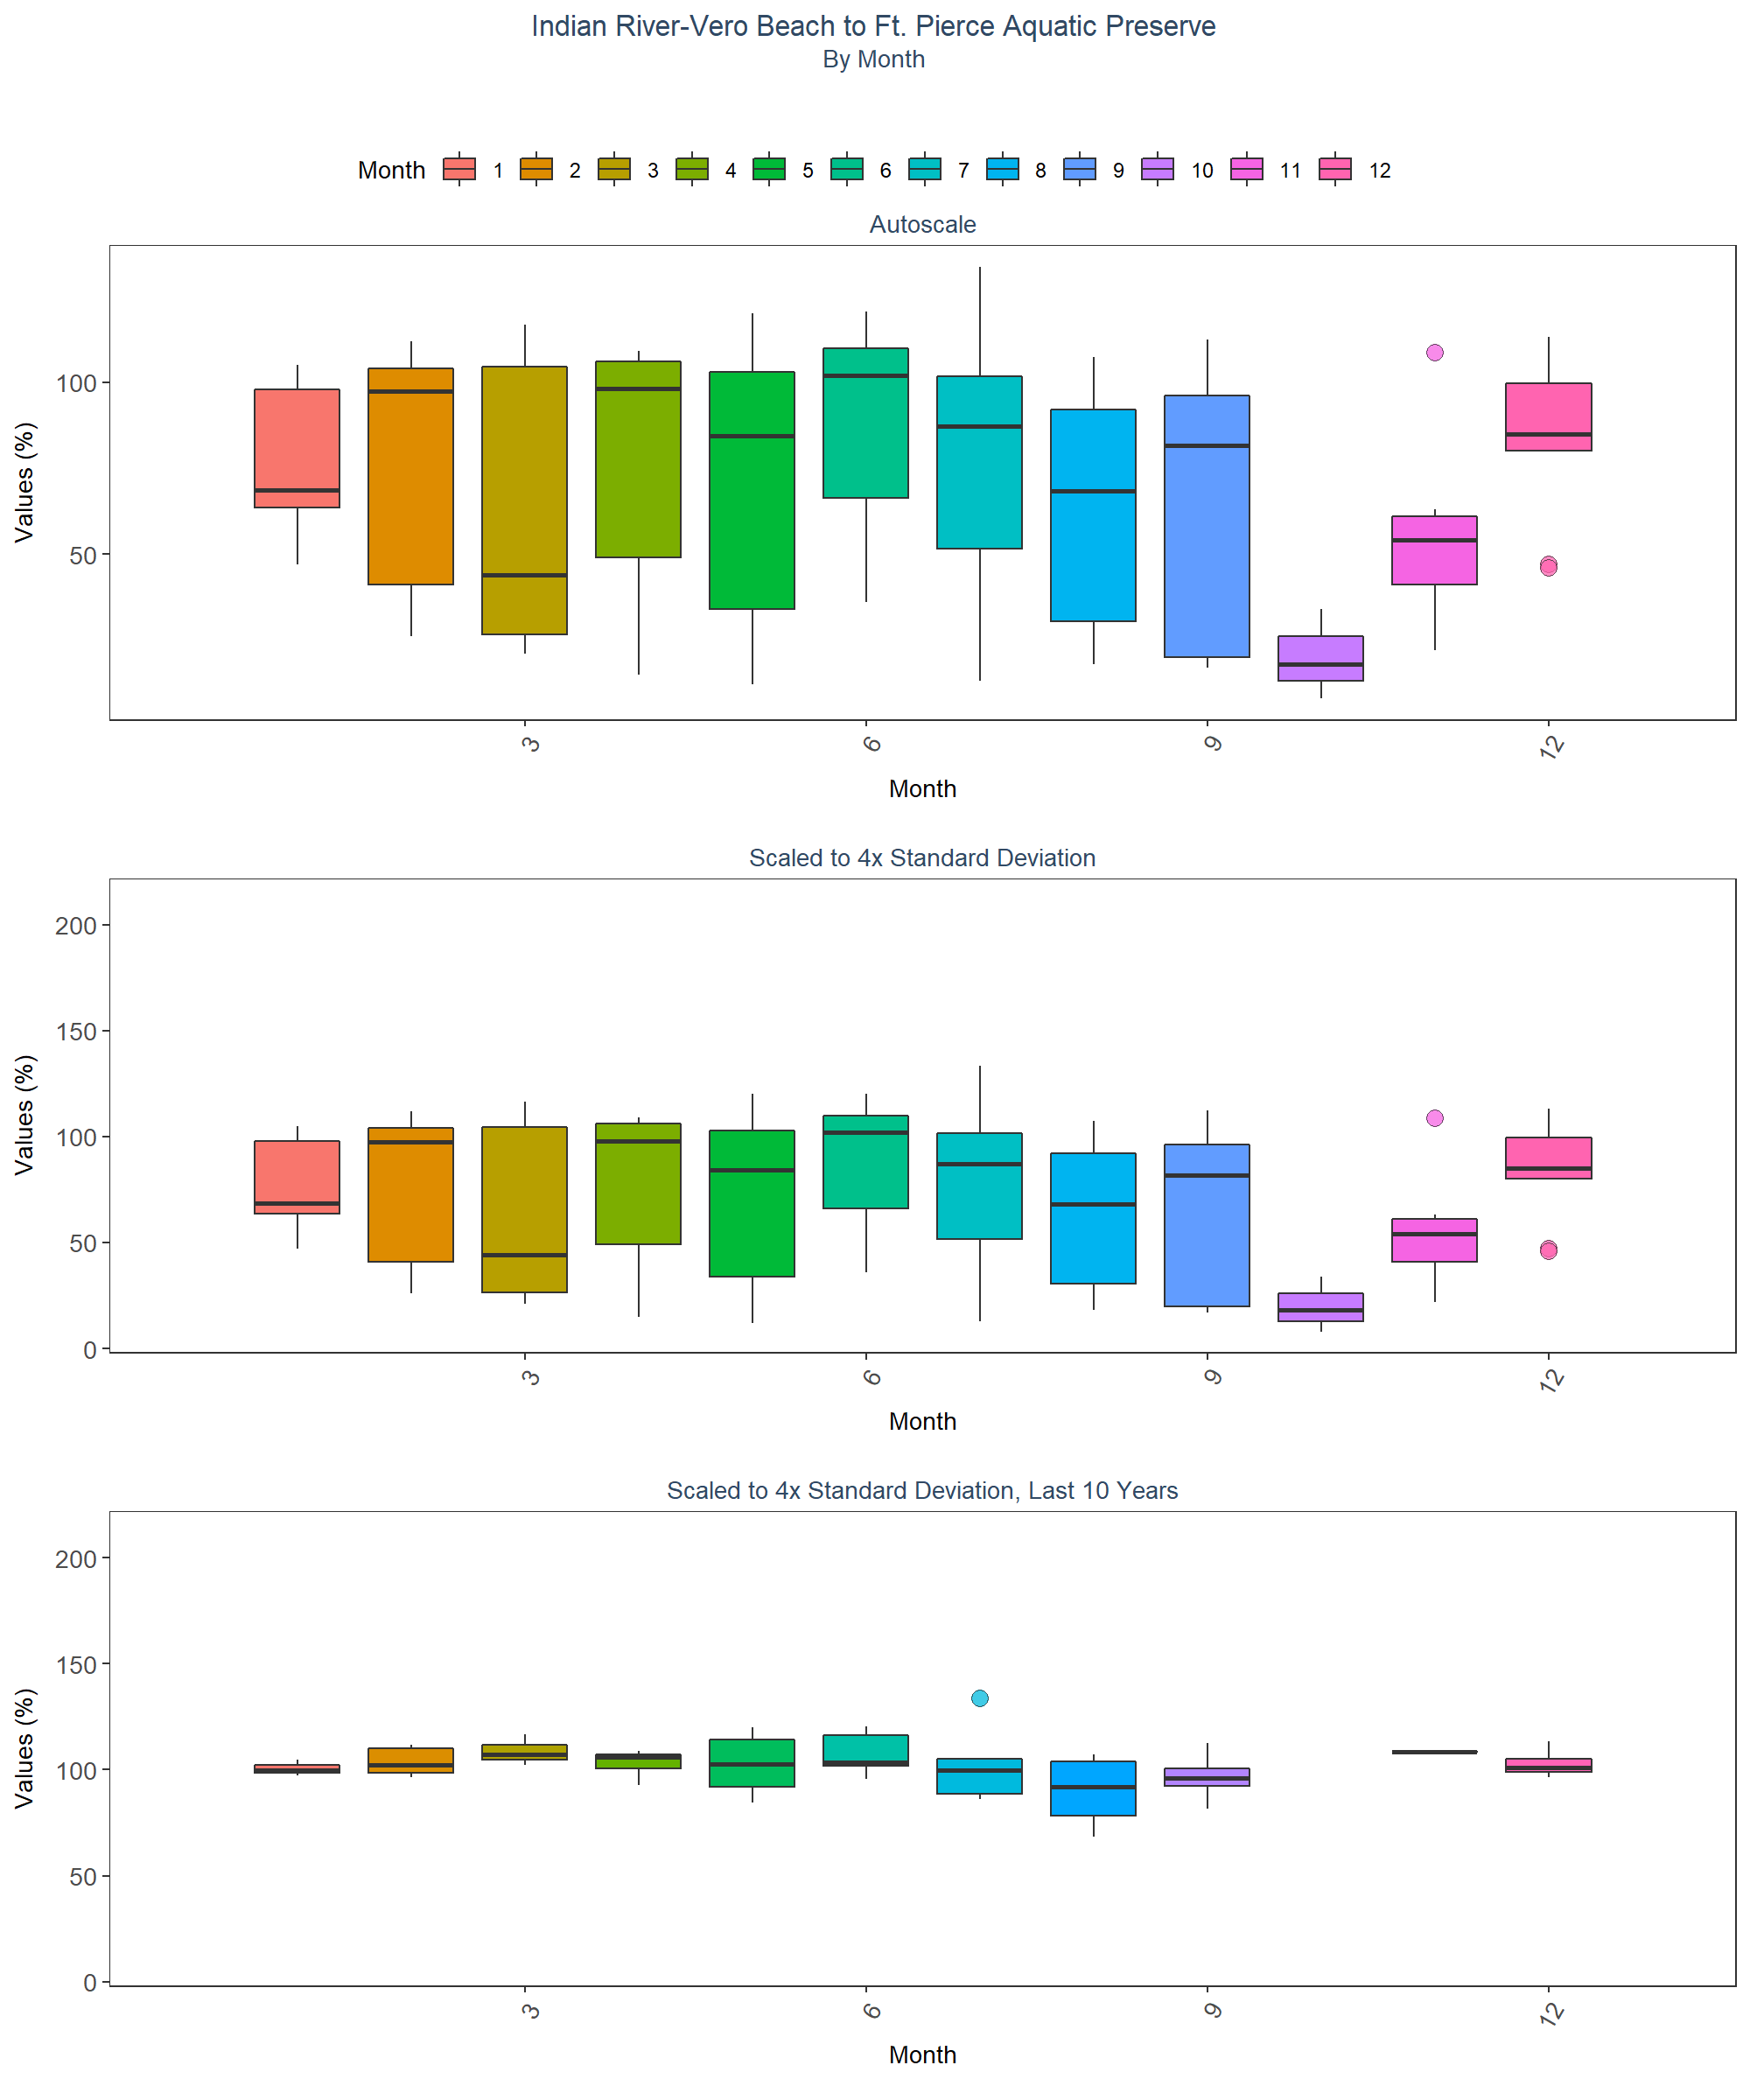 Indian River-Vero Beach to Ft. Pierce Aquatic Preserve
By Month
Month 1 2 3 4 5 6 7 8 9 10 11 12
Autoscale
Values (%)
100
50
3 6 9 12
Month
Scaled to 4x Standard Deviation
Values (%)
200
150
100
50
0
3 6 9 12
Month
Scaled to 4x Standard Deviation, Last 10 Years
Values (%)
200
150
100
50
0
3 6 9 12
Month